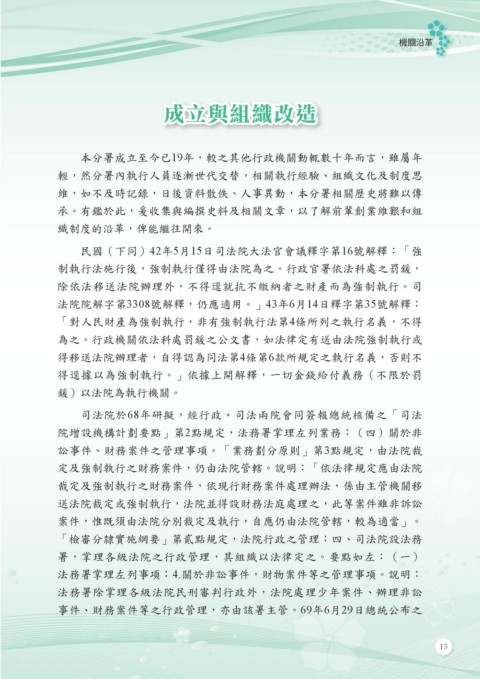 機關沿革
成立與組織改造
本分署成立至今已19年，較之其他行政機關動輒數十年而言，雖屬年
輕，然分署內執行人員逐漸世代交替，相關執行經驗、組織文化及制度思
維，如不及時記錄，日後資料散佚、人事異動，本分署相關歷史將難以傳
承。有鑑於此，爰收集與編撰史料及相關文章，以了解前輩創業維艱和組
織制度的沿革，俾能繼往開來。
民國（下同）42年5月15日司法院大法官會議釋字第16號解釋：「強
制執行法施行後，強制執行僅得由法院為之。行政官署依法科處之罰鍰，
除依法移送法院辦理外，不得逕就抗不繳納者之財產而為強制執行。司
法院院解字第3308號解釋，仍應適用。」43年6月14日釋字第35號解釋：
「對人民財產為強制執行，非有強制執行法第4條所列之執行名義，不得
為之。行政機關依法科處罰鍰之公文書，如法律定有送由法院強制執行或
得移送法院辦理者，自得認為同法第4條第6款所規定之執行名義，否則不
得逕據以為強制執行。」依據上開解釋，一切金錢給付義務（不限於罰
鍰）以法院為執行機關。
司法院於68年研擬，經行政、司法兩院會同簽報總統核備之「司法
院增設機構計劃要點」第2點規定，法務署掌理左列業務：（四）關於非
訟事件、財務案件之管理事項。「業務劃分原則」第3點規定，由法院裁
定及強制執行之財務案件，仍由法院管轄。說明：「依法律規定應由法院
裁定及強制執行之財務案件，依現行財務案件處理辦法，係由主管機關移
送法院裁定或強制執行，法院並得設財務法庭處理之，此等案件雖非訴訟
案件，惟既須由法院分別裁定及執行，自應仍由法院管轄，較為適當」。
「檢審分隸實施綱要」第貳點規定，法院行政之管理：四、司法院設法務
署，掌理各級法院之行政管理，其組織以法律定之。要點如左：（一）
法務署掌理左列事項：4.關於非訟事件，財物案件等之管理事項。說明：
法務署除掌理各級法院民刑審判行政外，法院處理少年案件、辦理非訟
事件、財務案件等之行政管理，亦由該署主管。69年6月29日總統公布之
13